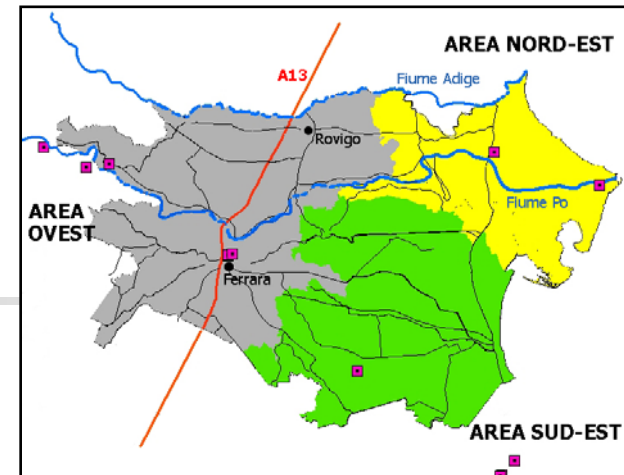 AREA NORD-EST
A13
Fiume Adige
Rovigo
Fiume Po
AREA
OVEST
Ferrara
AREA SUD-EST